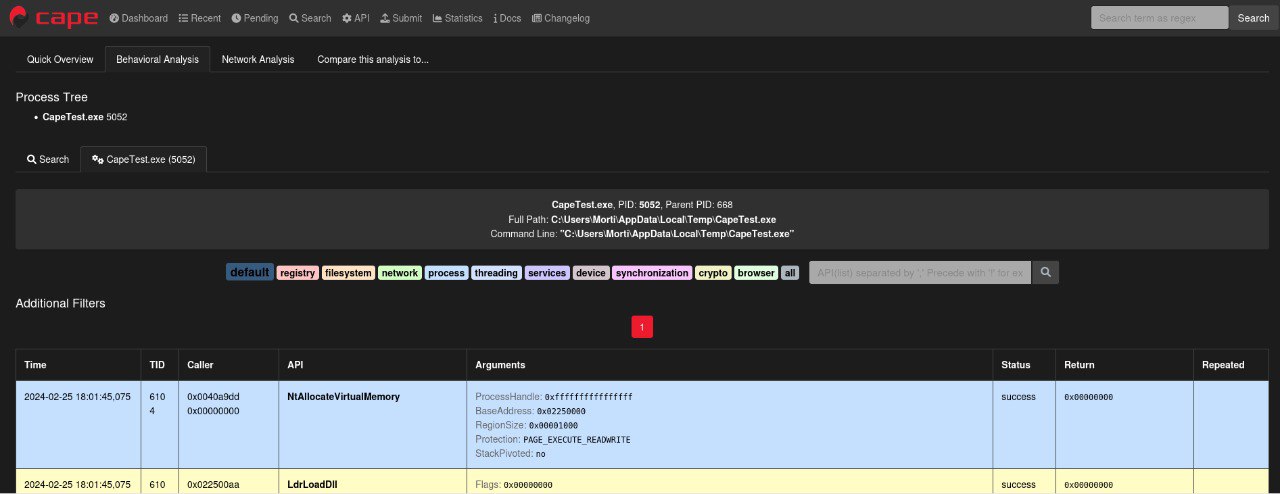 cape Dashboard Recent Pending Search API Submit Statistics Docs Changelog Search term as regex Search
Quick Overview Behavioral Analysis Network Analysis Compare this analysis to...
Process Tree
• CapeTest.exe 5052
Search CapeTest.exe (5052)
CapeTest.exe, PID: 5052, Parent PID: 668
Full Path: C:\Users\Morti\AppData\Local\Temp\CapeTest.exe
Command Line: "C:\Users\Morti\AppData\Local\Temp\CapeTest.exe"
default registry filesystem network process threading services device synchronization crypto browser all API(list) separated by ';' Precede with '!' for ex
Additional Filters
1
Time TID Caller API Arguments Status Return Repeated
2024-02-25 18:01:45,075 610 0x0040a9dd NtAllocateVirtualMemory ProcessHandle: 0xffffffffffffffff success 0x00000000
4 0x00000000 BaseAddress: 0x02250000
RegionSize: 0x00001000
Protection: PAGE_EXECUTE_READWRITE
StackPivoted: no
2024-02-25 18:01:45,075 610 0x022500aa LdrLoadDll Flags: 0x00000000 success 0x00000000